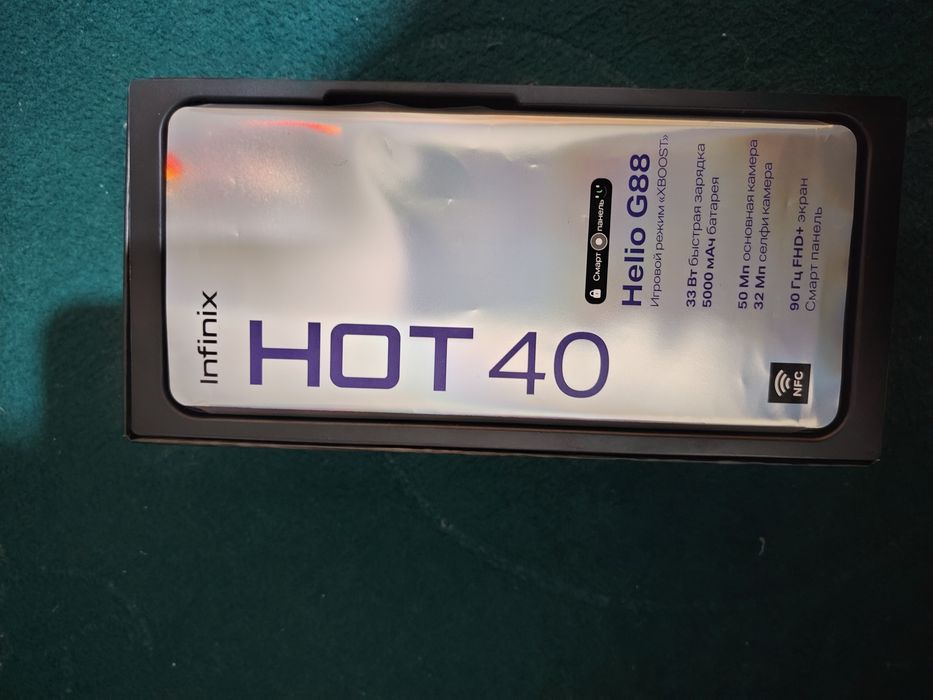 Infinix
HOT 40
Смарт панель
Helio G88
Игровой режим «XBOOST»
33 Вт быстрая зарядка
5000 мАч батарея
50 Мп основная камера
32 Мп селфи камера
90 Гц FHD+ экран
Смарт панель
NFC